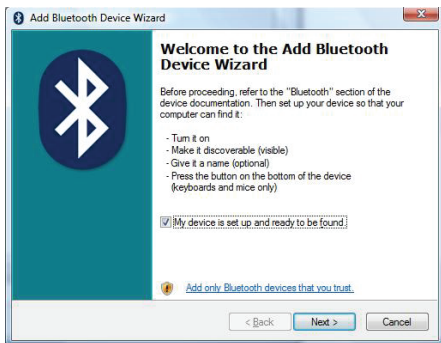 Add Bluetooth Device Wizard
Welcome to the Add Bluetooth
Device Wizard
Before proceeding, refer to the "Bluetooth" section of the
device documentation. Then set up your device so that your
computer can find it:
- Turn it on
- Make it discoverable (visible)
- Give it a name (optional)
- Press the button on the bottom of the device
(keyboards and mice only)
My device is set up and ready to be found.
Add only Bluetooth devices that you trust.
< Back Next > Cancel